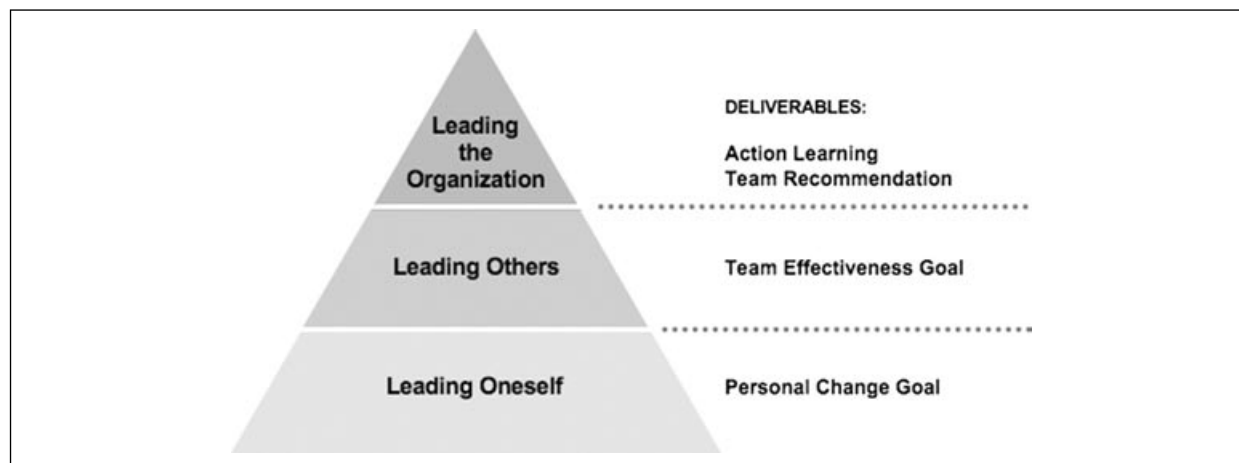 Leading
the
Organization
DELIVERABLES:
Action Learning
Team Recommendation
Leading Others
Team Effectiveness Goal
Leading Oneself
Personal Change Goal